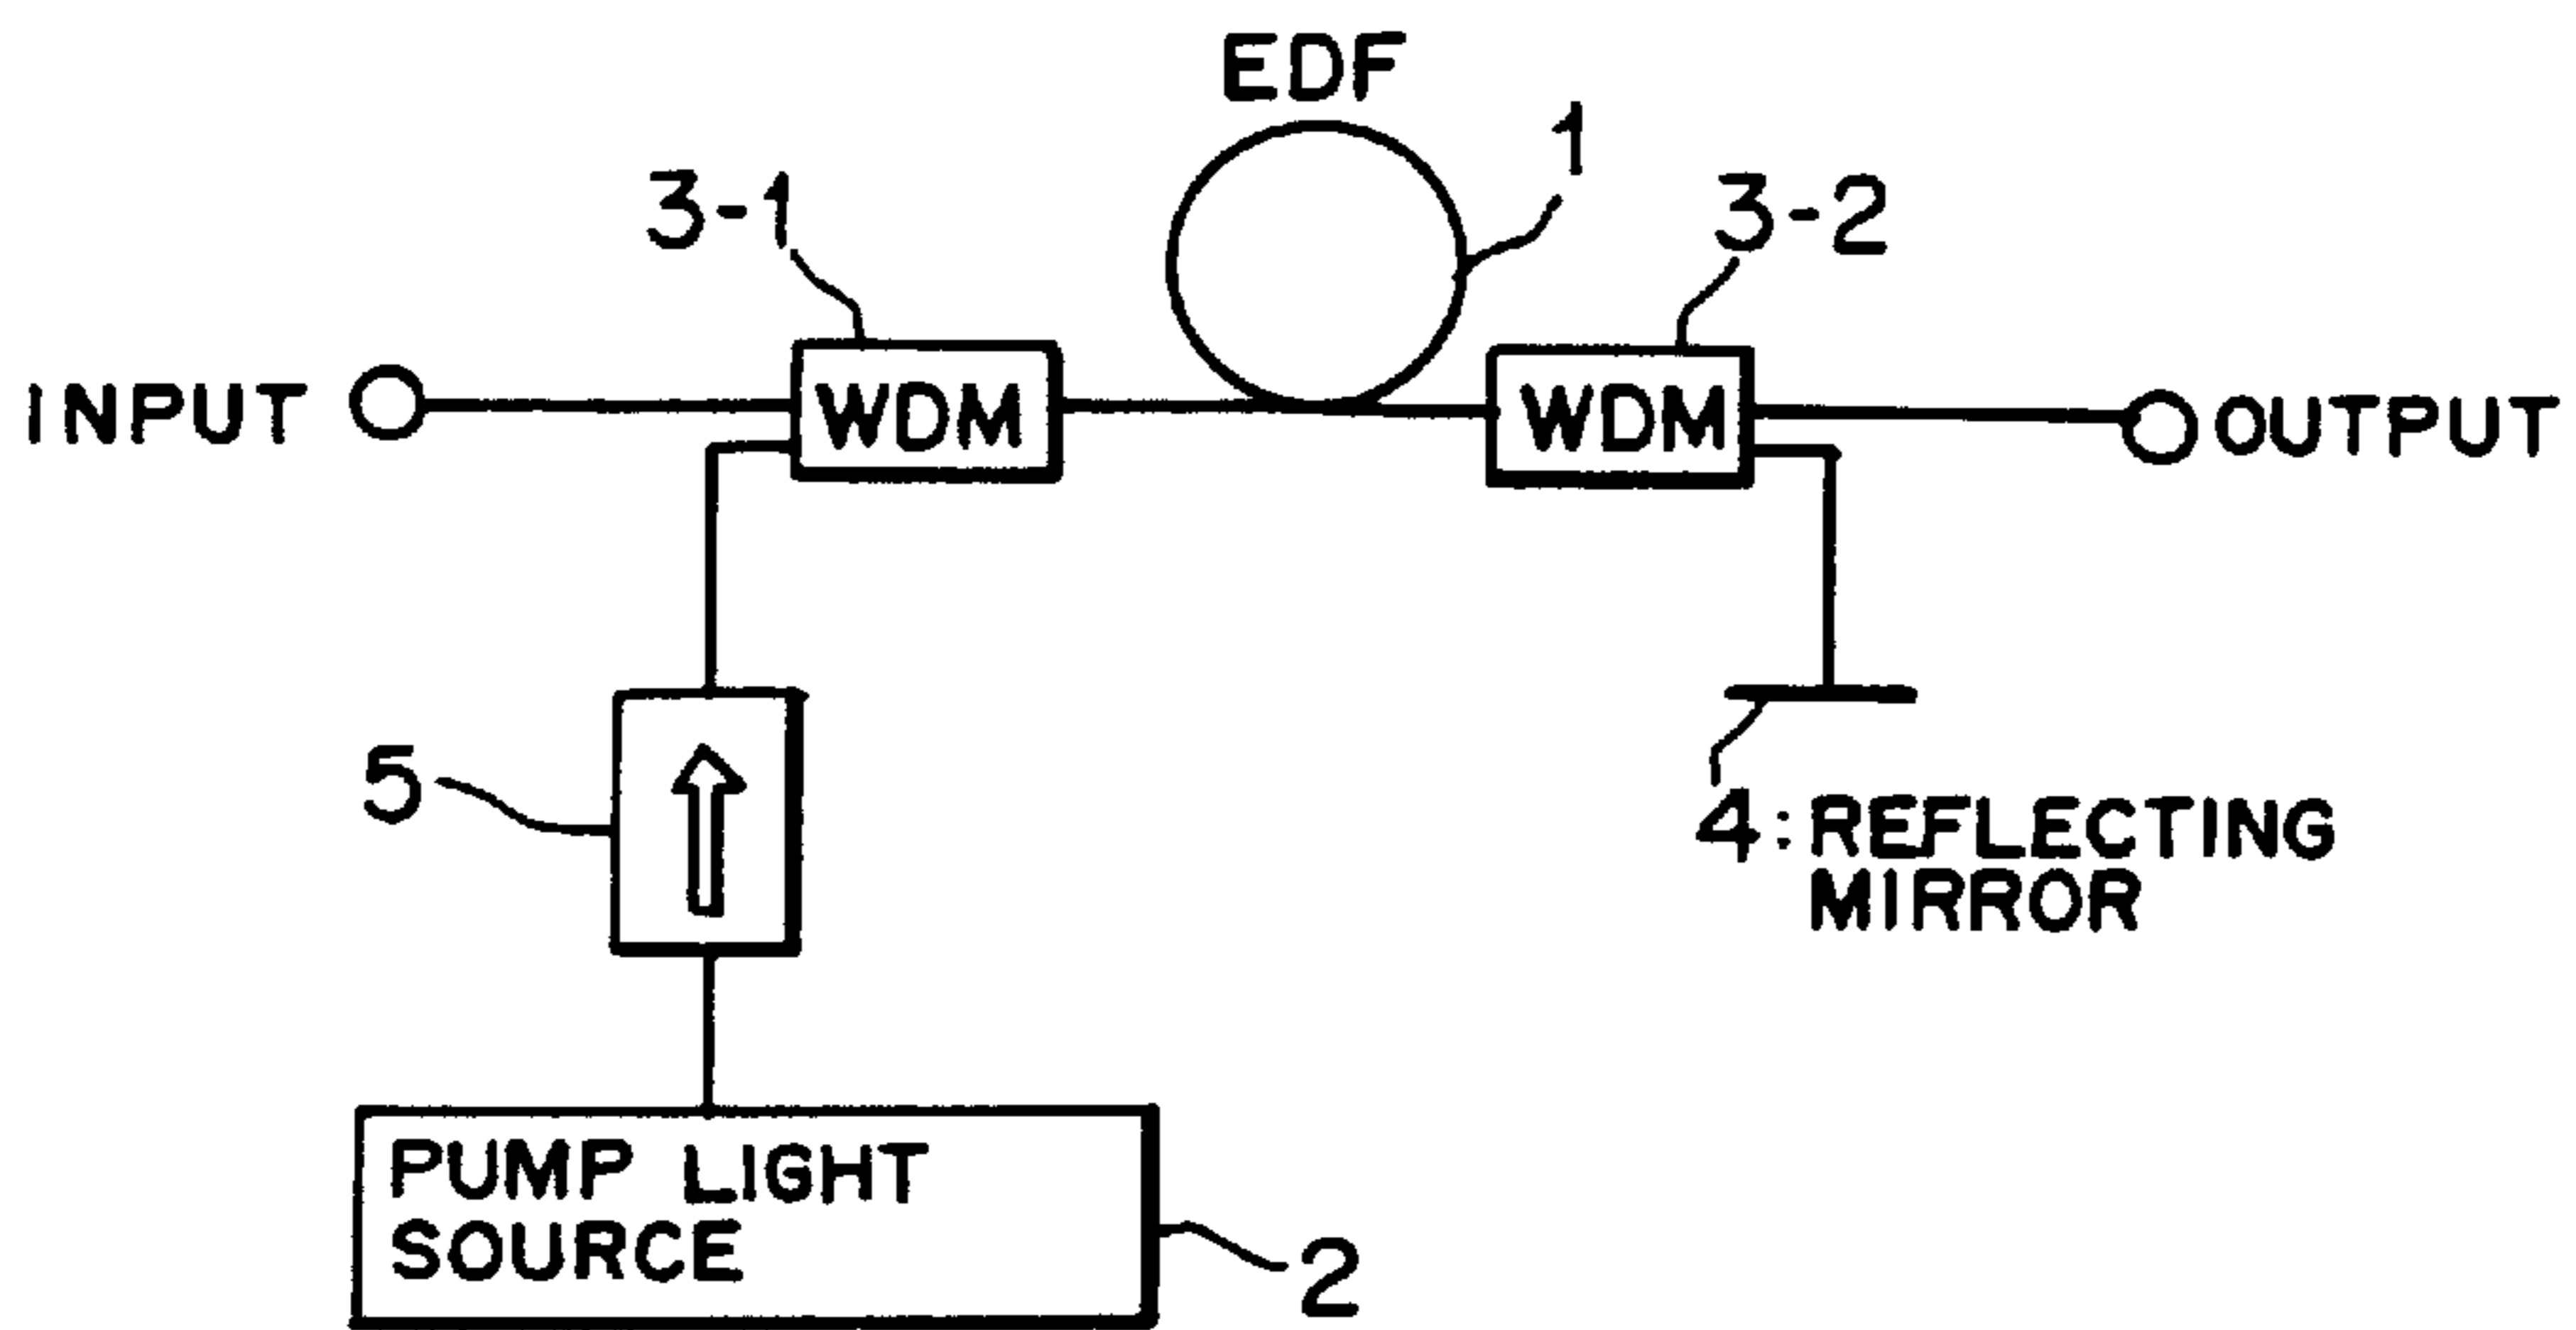 EDF
1
3-1
3-2
INPUT
WDM
WDM
OUTPUT
5
4: REFLECTING
MIRROR
PUMP LIGHT
SOURCE
2